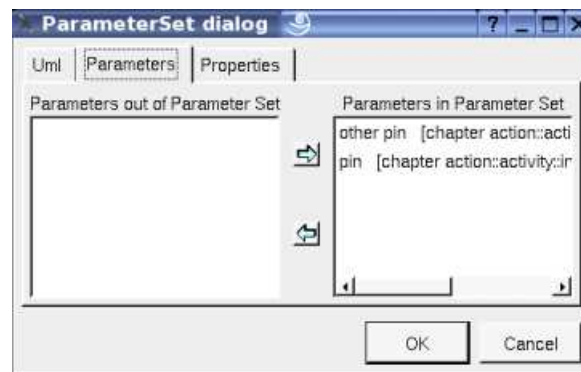 ParameterSet dialog
Uml Parameters Properties
Parameters out of Parameter Set
Parameters in Parameter Set
other pin [chapter action::acti
pin [chapter action::activity::ir
OK Cancel